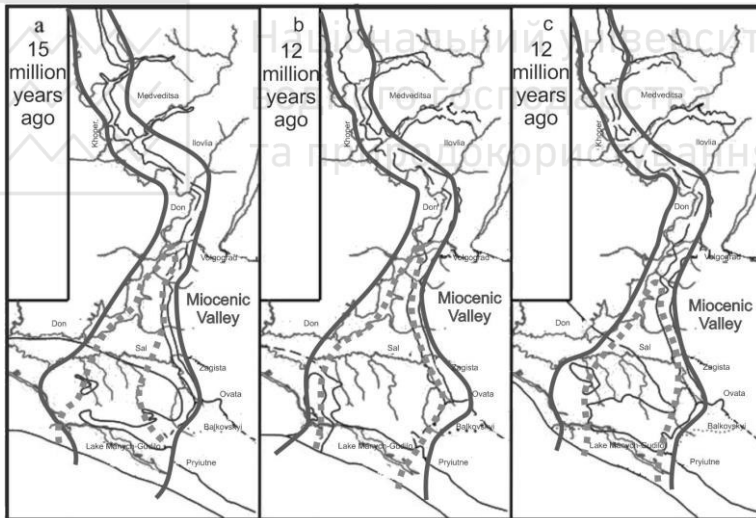 a
15
million
years
ago
Khoper
Medveditsa
Ilovlia
Don
Volgograd
Miocenic
Valley
Don
Sal
Zagista
Ovata
Balkovskyi
Lake Manych-Gudilo
Pryiutne
b
12
million
years
ago
Khoper
Medveditsa
Ilovlia
Don
Volgograd
Miocenic
Valley
Don
Sal
Zagista
Ovata
Balkovskyi
Lake Manych-Gudilo
Pryiutne
c
12
million
years
ago
Khoper
Medveditsa
Ilovlia
Don
Volgograd
Miocenic
Valley
Don
Sal
Zagista
Ovata
Balkovskyi
Lake Manych-Gudilo
Pryiutne
Національний університ
та природокористування